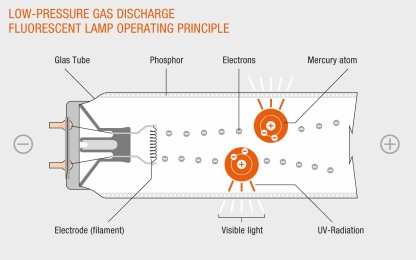 LOW-PRESSURE GAS DISCHARGE
FLUORESCENT LAMP OPERATING PRINCIPLE
Glas Tube
Phosphor
Electrons
Mercury atom
Electrode (filament)
Visible light
UV-Radiation